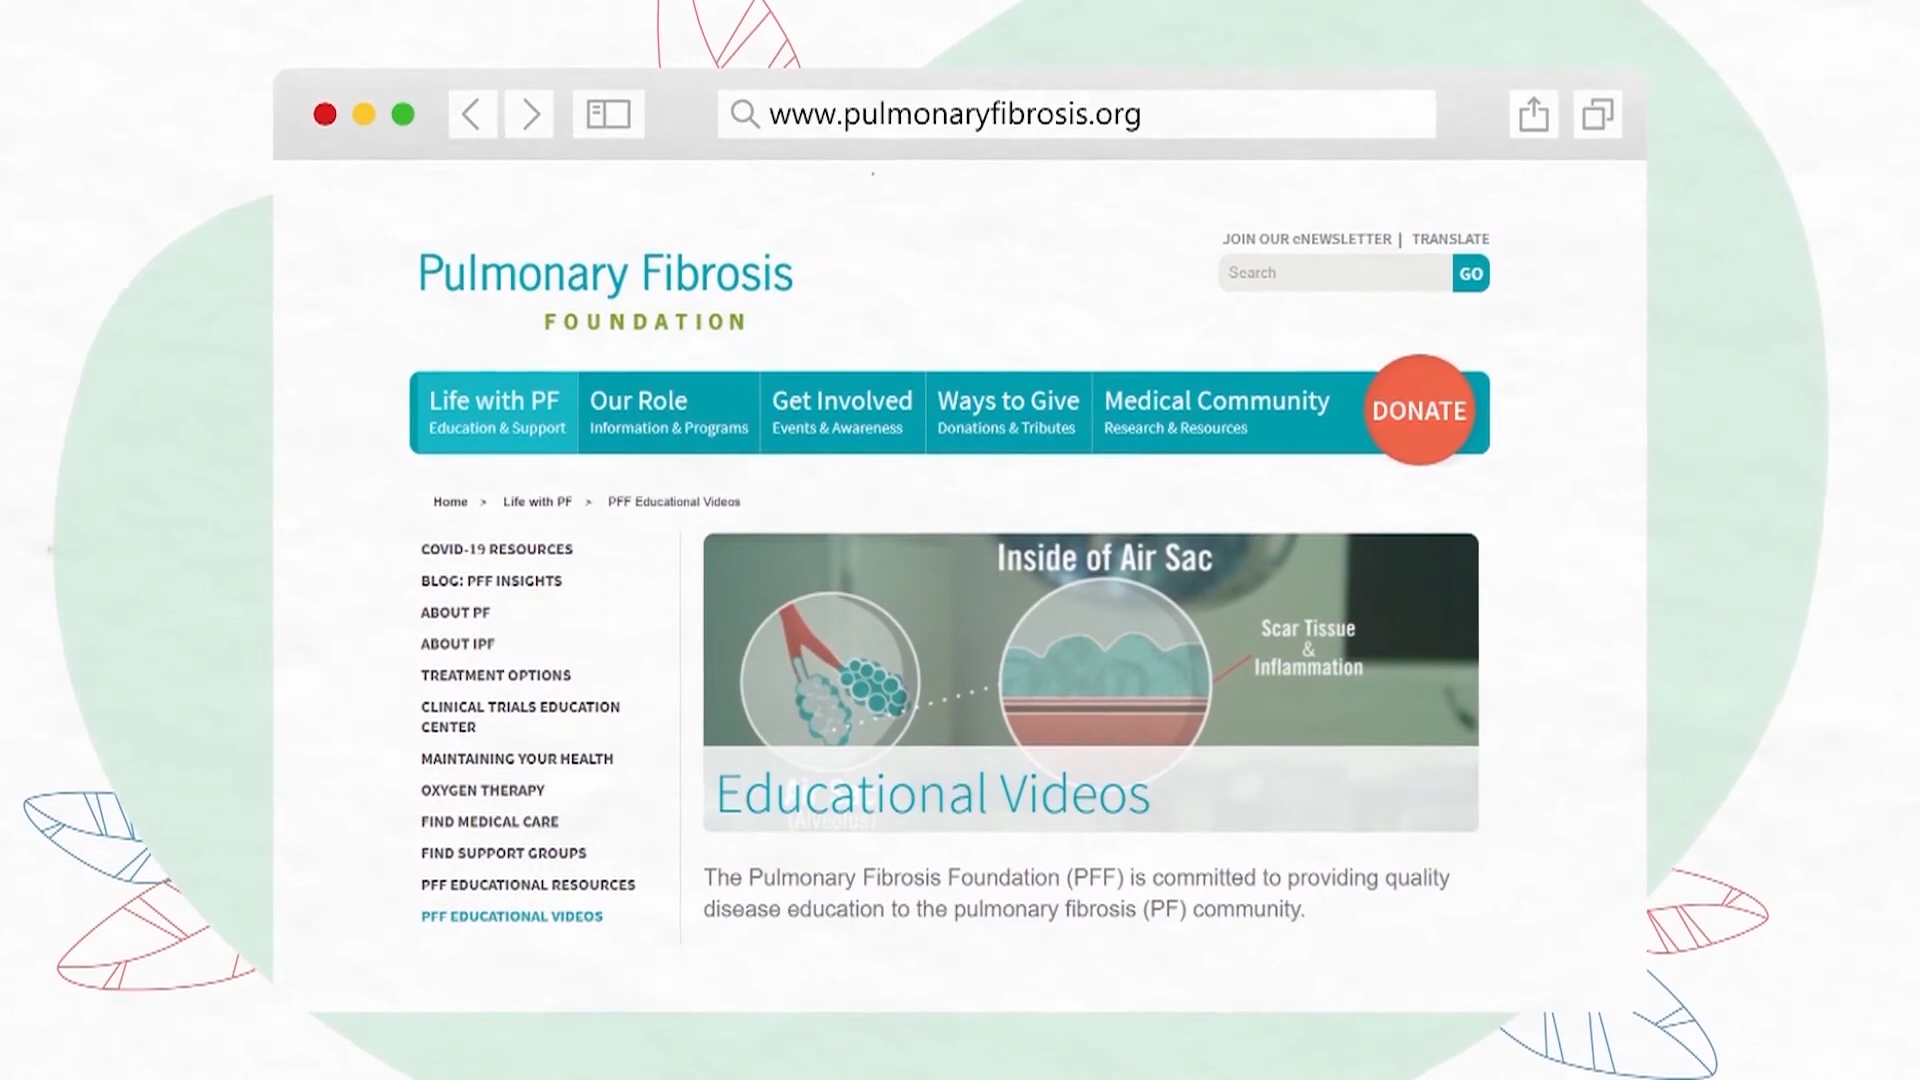 www.pulmonaryfibrosis.org
JOIN OUR eNEWSLETTER | TRANSLATE
Search
GO
Pulmonary Fibrosis
FOUNDATION
Life with PF
Education & Support
Our Role
Information & Programs
Get Involved
Events & Awareness
Ways to Give
Donations & Tributes
Medical Community
Research & Resources
DONATE
Home > Life with PF > PFF Educational Videos
COVID-19 RESOURCES
BLOG: PFF INSIGHTS
ABOUT PF
ABOUT IPF
TREATMENT OPTIONS
CLINICAL TRIALS EDUCATION
CENTER
MAINTAINING YOUR HEALTH
OXYGEN THERAPY
FIND MEDICAL CARE
FIND SUPPORT GROUPS
PFF EDUCATIONAL RESOURCES
PFF EDUCATIONAL VIDEOS
Inside of Air Sac
Scar Tissue
&
Inflammation
Educational Videos
(Alveolus)
The Pulmonary Fibrosis Foundation (PFF) is committed to providing quality
disease education to the pulmonary fibrosis (PF) community.